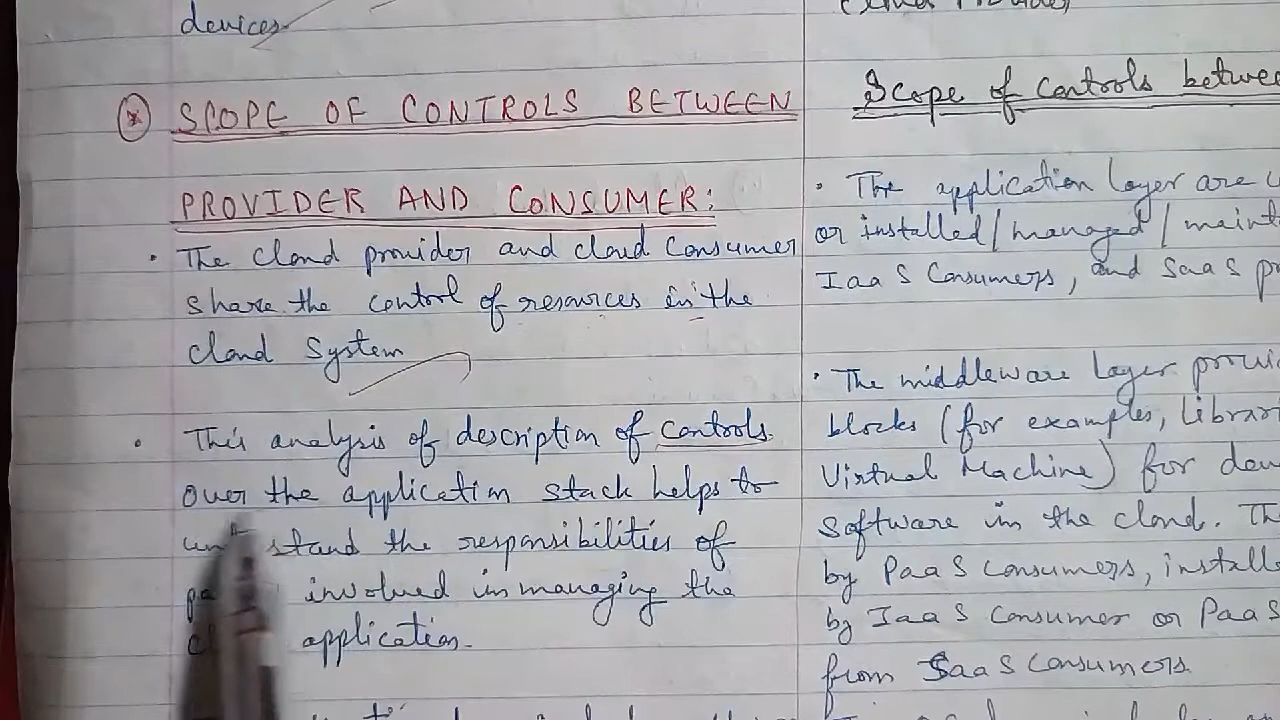 devices
SCOPE OF CONTROLS BETWEEN
PROVIDER AND CONSUMER:
• The cloud provider and cloud Consumer
share the control of resources in the
cloud System
• This analysis of description of controls
over the application stack helps to
stand the responsibilities of
involved in managing the
application.
Scope of Controls between
• The application layer are
or installed/managed/
IaaS Consumers, and SaaS
• The middleware layer
blocks (for examples,
Virtual Machine) for
Software in the cloud.
by PaaS Consumers,
by IaaS Consumer or PaaS
from SaaS Consumers.